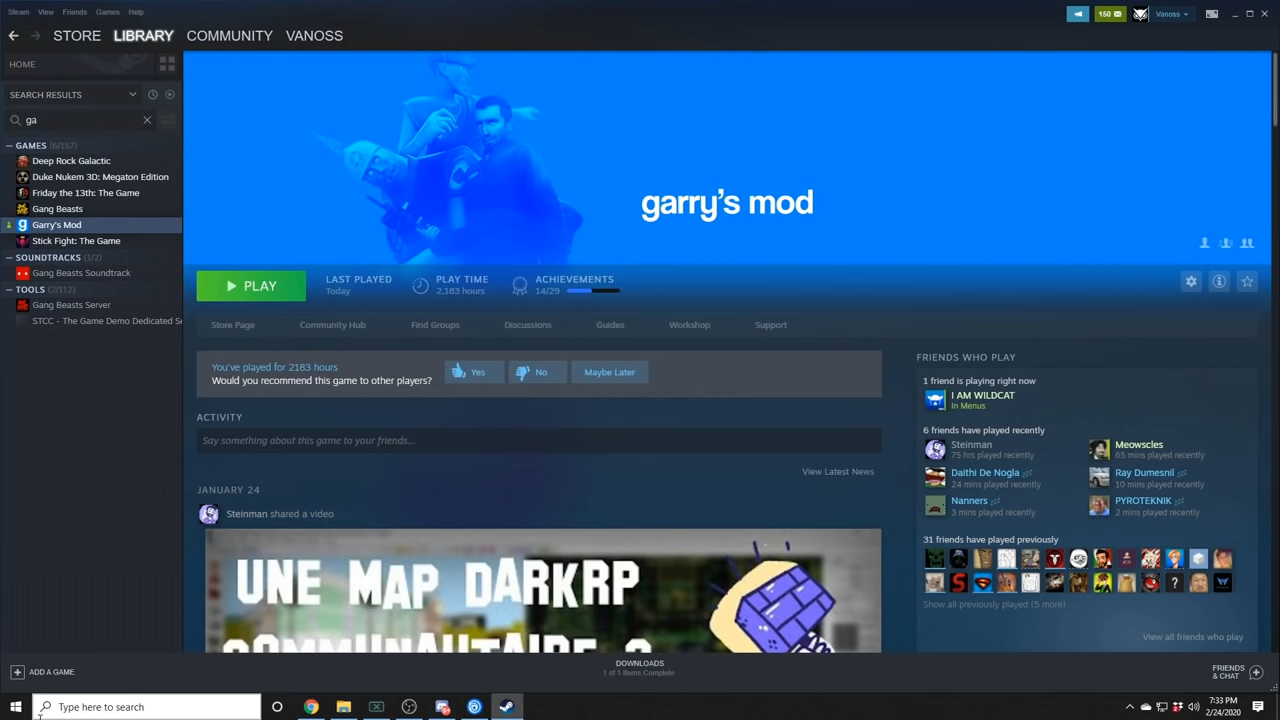 Steam View Friends Games Help
150
Vanoss
STORE LIBRARY COMMUNITY VANOSS
HOME
SEARCH RESULTS
ga
GAMES (6/157)
Deep Rock Galactic
Duke Nukem 3D: Megaton Edition
Friday the 13th: The Game
Gang Beasts
Garry's Mod
Stick Fight: The Game
SOUNDTRACKS (1/2)
Gang Beasts Soundtrack
TOOLS (2/112)
Gang Beasts Server
STCC - The Game Demo Dedicated Se
garry's mod
PLAY
LAST PLAYED
Today
PLAY TIME
2,183 hours
ACHIEVEMENTS
14/29
Store Page Community Hub Find Groups Discussions Guides Workshop Support
You've played for 2183 hours
Would you recommend this game to other players?
Yes No Maybe Later
ACTIVITY
Say something about this game to your friends...
View Latest News
JANUARY 24
Steinman shared a video
UNE MAP DARKRP
COMMUNAUTAIRE ?
FRIENDS WHO PLAY
1 friend is playing right now
I AM WILDCAT
In Menus
6 friends have played recently
Steinman
75 hrs played recently
Meowscles
65 mins played recently
Daithi De Nogla
24 mins played recently
Ray Dumesnil
10 mins played recently
Nanners
3 mins played recently
PYROTEKNIK
2 mins played recently
31 friends have played previously
Show all previously played (5 more)
View all friends who play
ADD A GAME
DOWNLOADS
1 of 1 Items Complete
FRIENDS
& CHAT
Type here to search
7:33 PM
2/24/2020